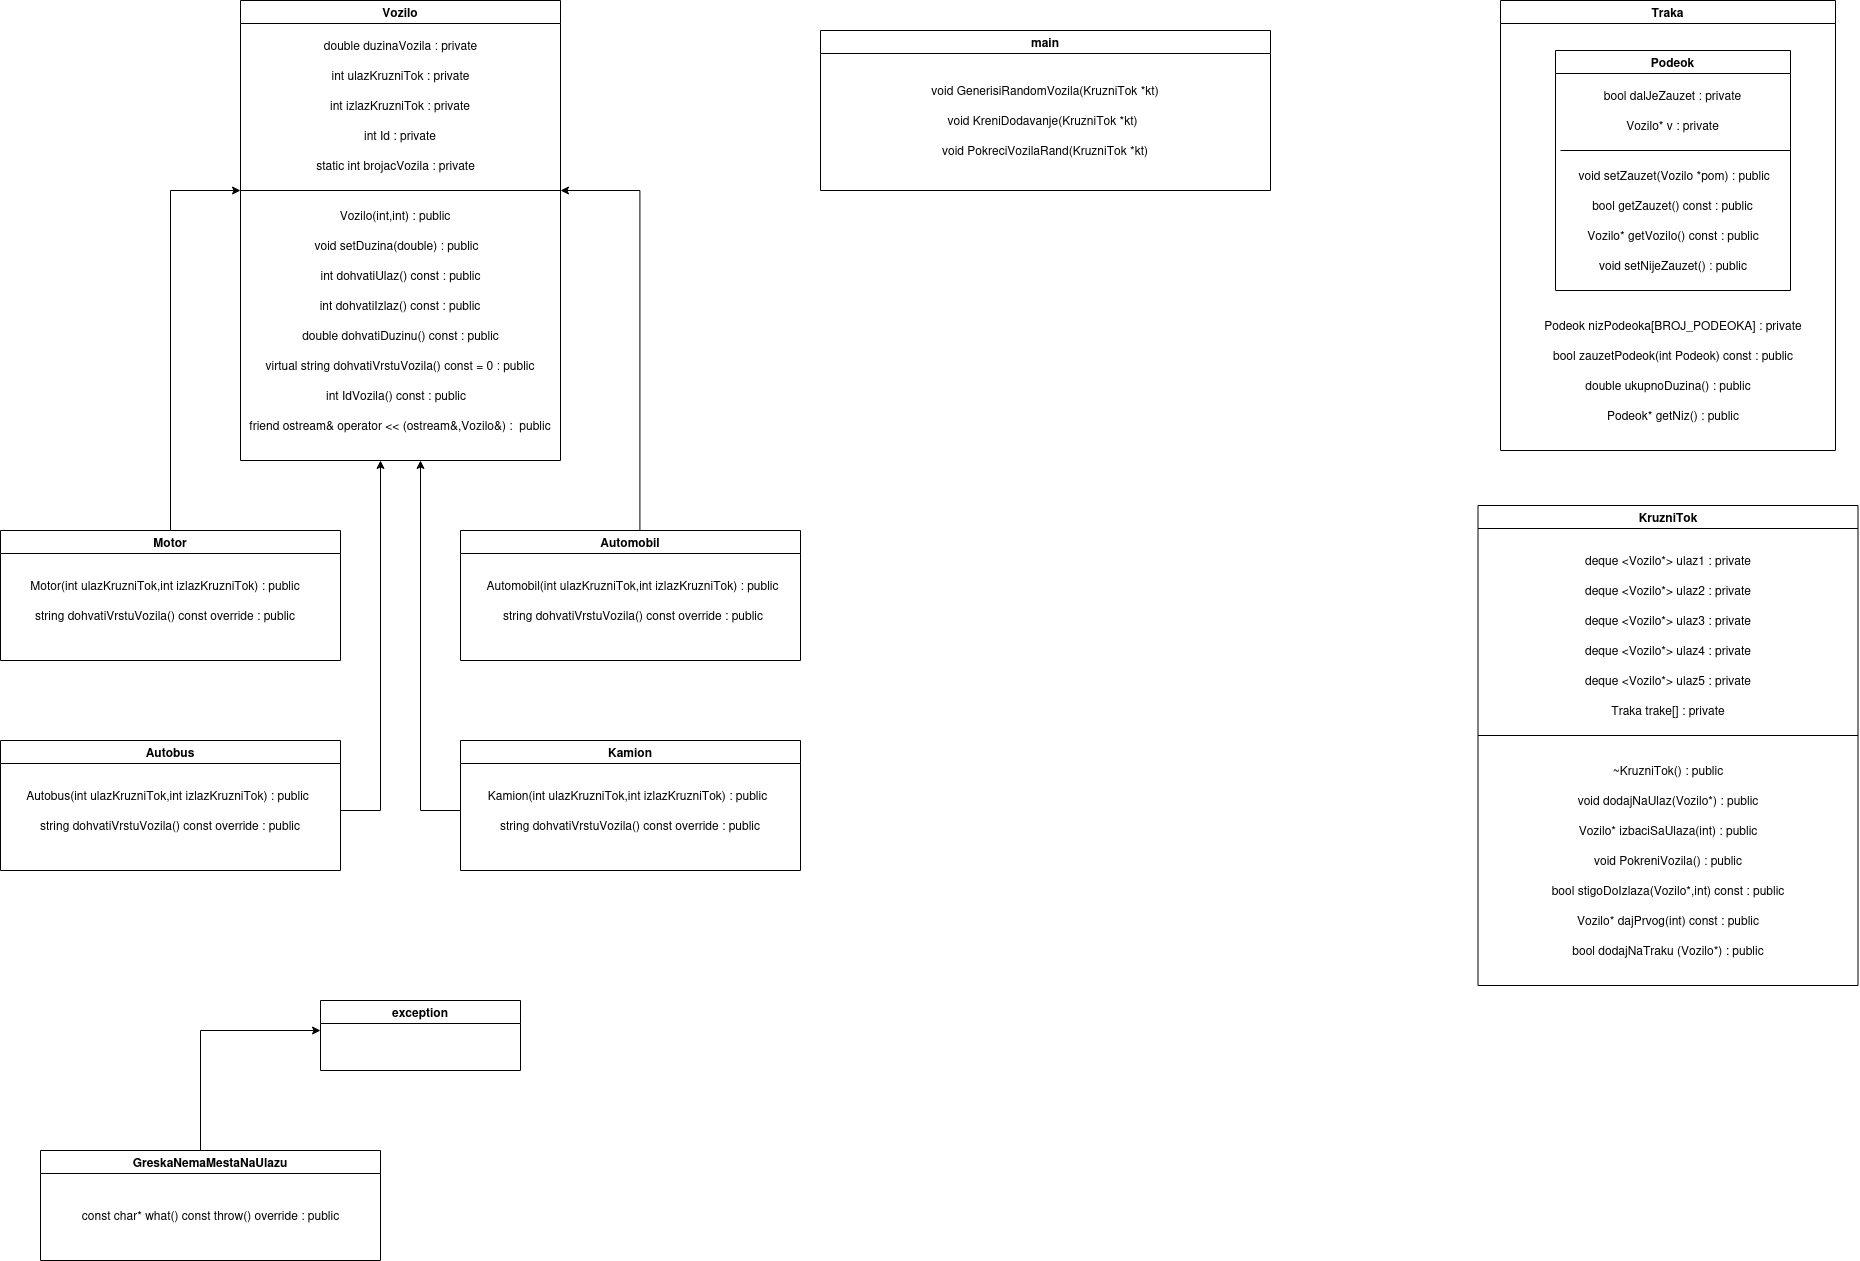 Vozilo
double duzinaVozila : private
int ulazKruzniTok : private
int izlazKruzniTok : private
int Id : private
static int brojacVozila : private
Vozilo(int,int) : public
void setDuzina(double) : public
int dohvatiUlaz() const : public
int dohvatiIzlaz() const : public
double dohvatiDuzinu() const : public
virtual string dohvatiVrstuVozila() const = 0 : public
int IdVozila() const : public
friend ostream& operator << (ostream&,Vozilo&) : public
main
void GenerisiRandomVozila(KruzniTok *kt)
void KreniDodavanje(KruzniTok *kt)
void PokreciVozilaRand(KruzniTok *kt)
Traka
Podeok
bool dalJeZauzet : private
Vozilo* v : private
void setZauzet(Vozilo *pom) : public
bool getZauzet() const : public
Vozilo* getVozilo() const : public
void setNijeZauzet() : public
Podeok nizPodeoka[BROJ_PODEOKA] : private
bool zauzetPodeok(int Podeok) const : public
double ukupnoDuzina() : public
Podeok* getNiz() : public
Motor
Motor(int ulazKruzniTok,int izlazKruzniTok) : public
string dohvatiVrstuVozila() const override : public
Automobil
Automobil(int ulazKruzniTok,int izlazKruzniTok) : public
string dohvatiVrstuVozila() const override : public
Autobus
Autobus(int ulazKruzniTok,int izlazKruzniTok) : public
string dohvatiVrstuVozila() const override : public
Kamion
Kamion(int ulazKruzniTok,int izlazKruzniTok) : public
string dohvatiVrstuVozila() const override : public
KruzniTok
deque <Vozilo*> ulaz1 : private
deque <Vozilo*> ulaz2 : private
deque <Vozilo*> ulaz3 : private
deque <Vozilo*> ulaz4 : private
deque <Vozilo*> ulaz5 : private
Traka trake[] : private
~KruzniTok() : public
void dodajNaUlaz(Vozilo*) : public
Vozilo* izbaciSaUlaza(int) : public
void PokreniVozila() : public
bool stigoDoIzlaza(Vozilo*,int) const : public
Vozilo* dajPrvog(int) const : public
bool dodajNaTraku (Vozilo*) : public
exception
GreskaNemaMestaNaUlazu
const char* what() const throw() override : public